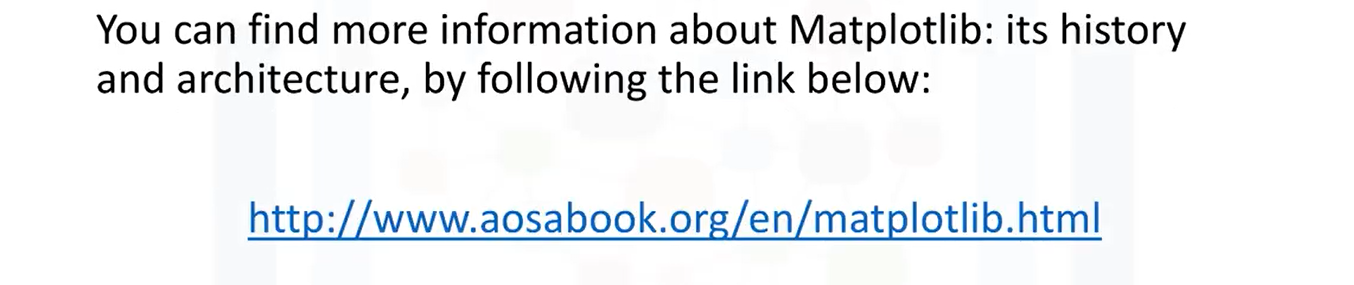 You can find more information about Matplotlib: its history
and architecture, by following the link below:
http://www.aosabook.org/en/matplotlib.html